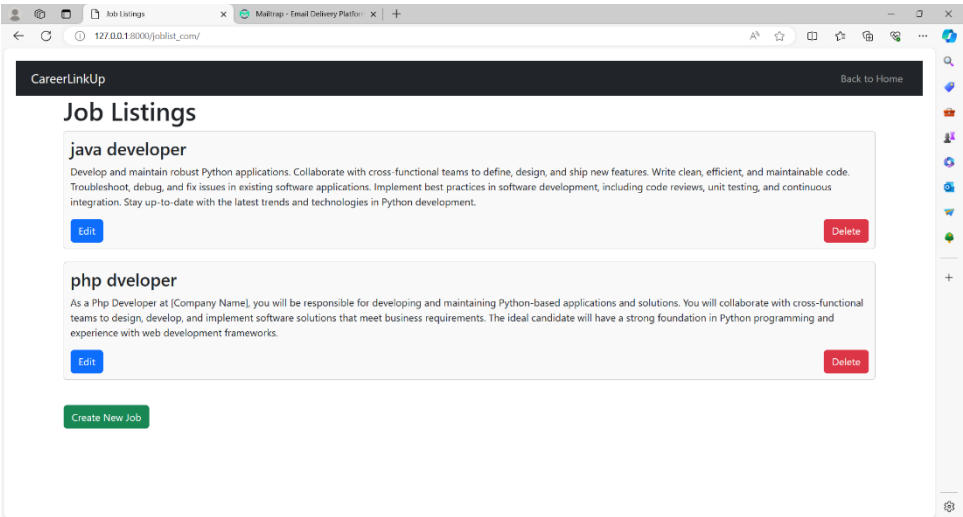 Job Listings
Mailtrap - Email Delivery Platform
127.0.0.1:8000/joblist_com/
CareerLinkUp
Back to Home
Job Listings
java developer
Develop and maintain robust Python applications. Collaborate with cross-functional teams to define, design, and ship new features. Write clean, efficient, and maintainable code.
Troubleshoot, debug, and fix issues in existing software applications. Implement best practices in software development, including code reviews, unit testing, and continuous
integration. Stay up-to-date with the latest trends and technologies in Python development.
Edit
Delete
php dveloper
As a Php Developer at [Company Name], you will be responsible for developing and maintaining Python-based applications and solutions. You will collaborate with cross-functional
teams to design, develop, and implement software solutions that meet business requirements. The ideal candidate will have a strong foundation in Python programming and
experience with web development frameworks.
Edit
Delete
Create New Job